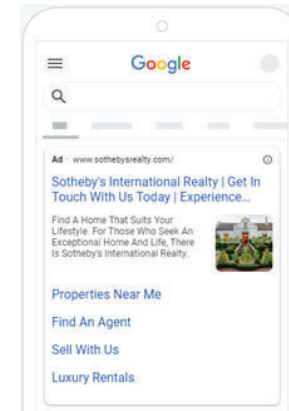 Google
Ad · www.sothebysrealty.com/
Sotheby's International Realty | Get In
Touch With Us Today | Experience...
Find A Home That Suits Your
Lifestyle. For Those Who Seek An
Exceptional Home And Life, There
Is Sotheby's International Realty.
Properties Near Me
Find An Agent
Sell With Us
Luxury Rentals